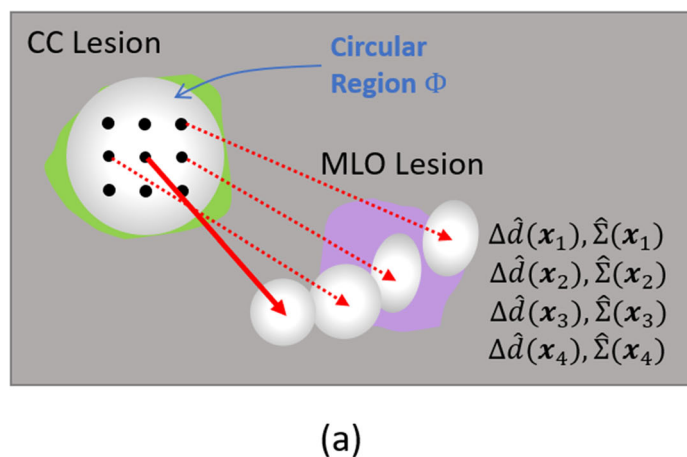 CC Lesion
Circular
Region Φ
MLO Lesion
Δd̂(𝒙₁), Σ̂(𝒙₁)
Δd̂(𝒙₂), Σ̂(𝒙₂)
Δd̂(𝒙₃), Σ̂(𝒙₃)
Δd̂(𝒙₄), Σ̂(𝒙₄)
(a)